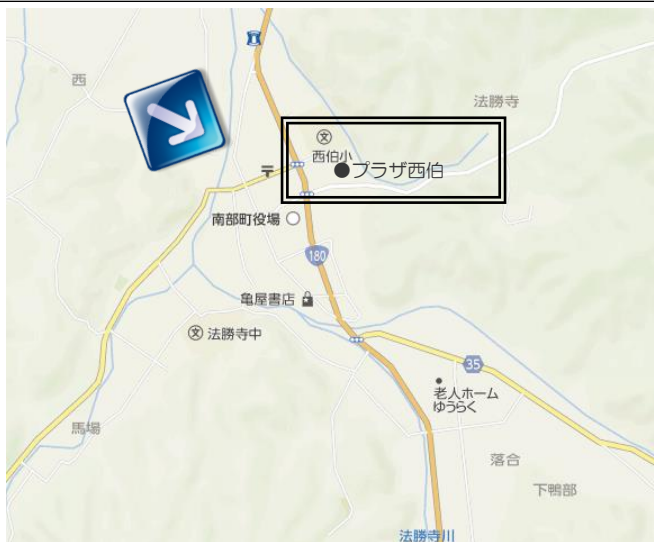 西
法勝寺
文
西伯小
●プラザ西伯
〒
南部町役場
180
亀屋書店
文 法勝寺中
35
老人ホーム
ゆうらく
馬場
落合
下鴨部
法勝寺川